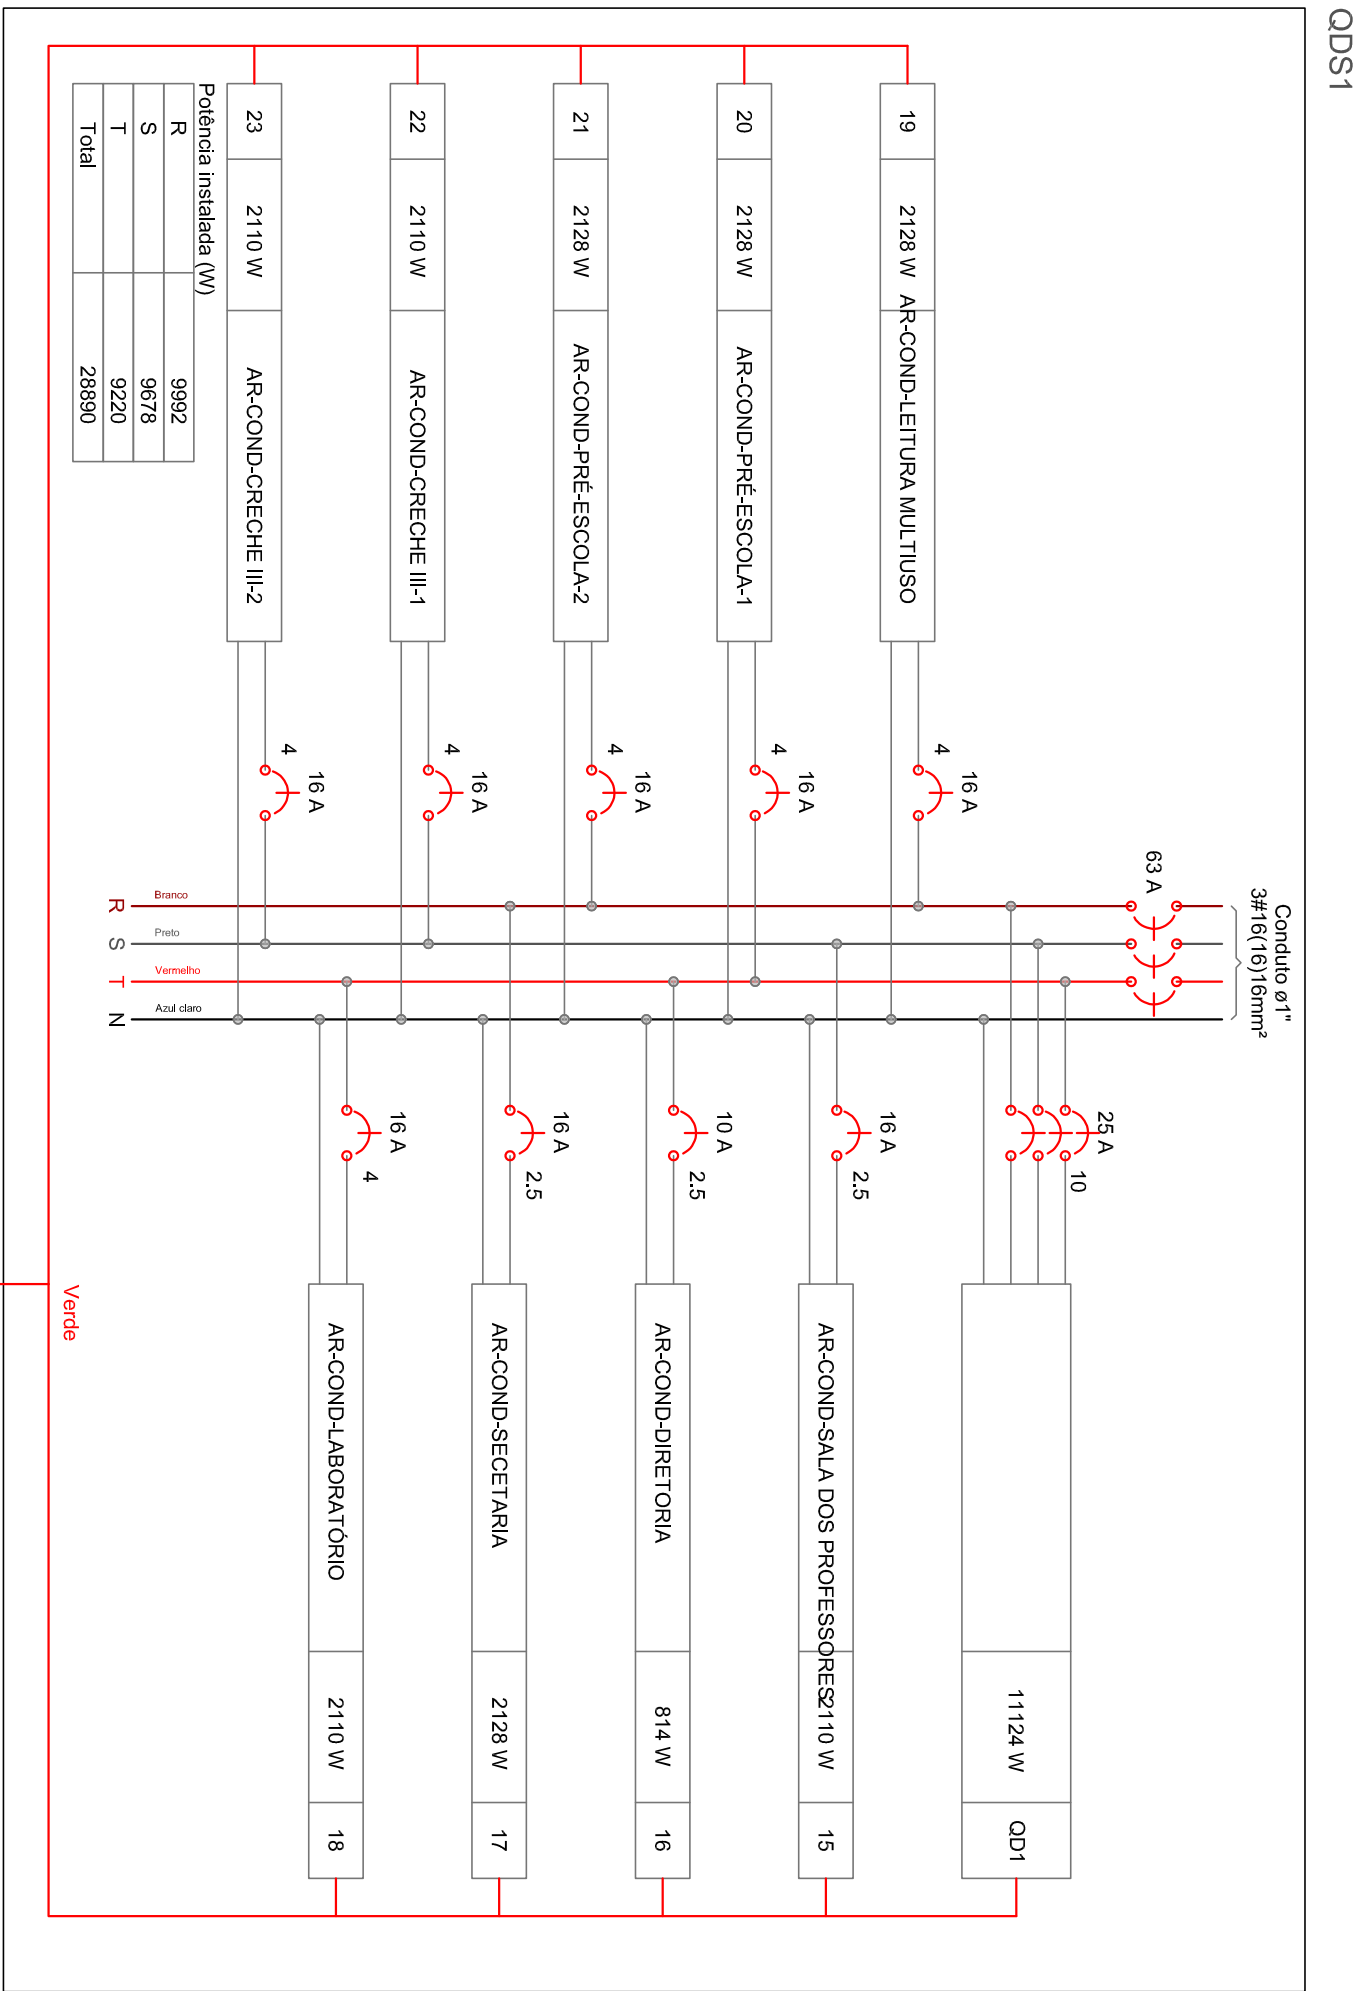 QDS1
Conduto ø1"
3#16(16)16mm²
63 A
19
2128 W
AR-COND-LEITURA MULTIUSO
4
16 A
20
2128 W
AR-COND-PRÉ-ESCOLA-1
4
16 A
21
2128 W
AR-COND-PRÉ-ESCOLA-2
4
16 A
22
2110 W
AR-COND-CRECHE III-1
4
16 A
23
2110 W
AR-COND-CRECHE III-2
4
16 A
25 A
10
11124 W
QD1
16 A
2.5
AR-COND-SALA DOS PROFESSORES
2110 W
15
10 A
2.5
AR-COND-DIRETORIA
814 W
16
16 A
2.5
AR-COND-SECETARIA
2128 W
17
16 A
4
AR-COND-LABORATÓRIO
2110 W
18
R
Branco
S
Preto
T
Vermelho
N
Azul claro
Potência instalada (W)
R 9992
S 9678
T 9220
Total 28890
Verde